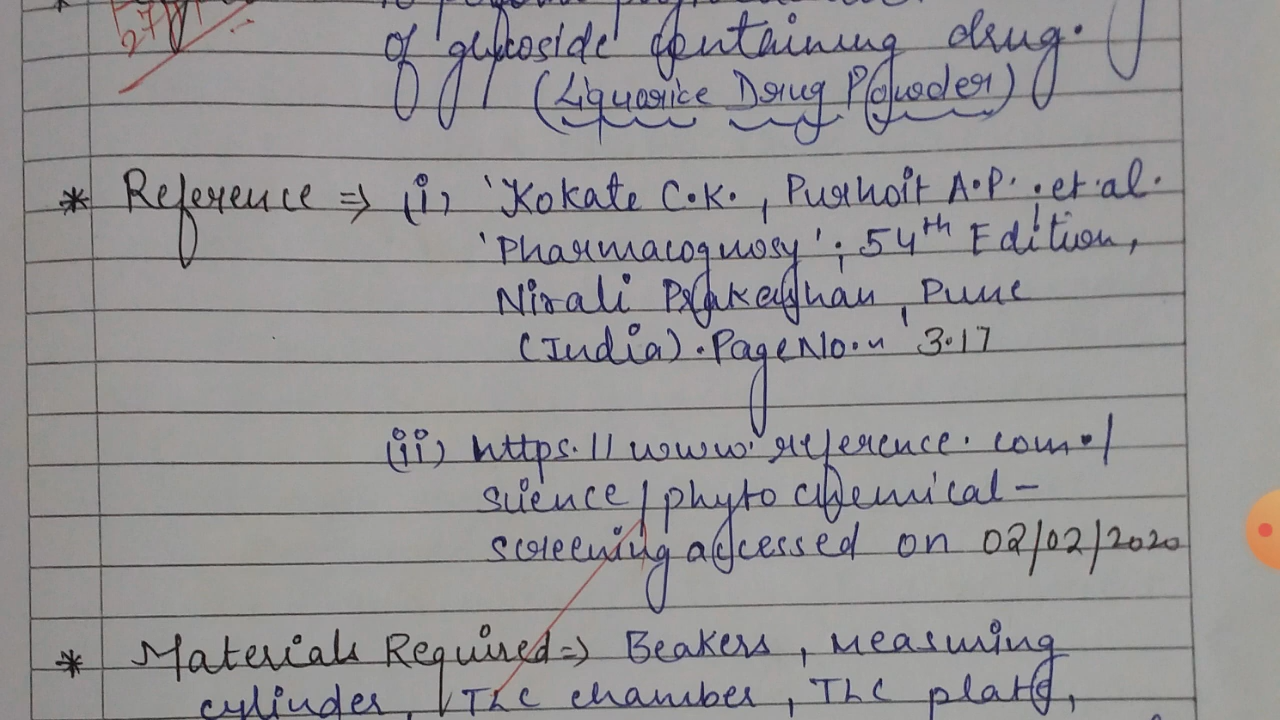 27/1
of glycoside containing drug.
(Liquorice Drug Powder)
* Reference => (i) 'Kokate C.K., Purhoit A.P., et.al.
'Pharmacognosy'; 54th Edition,
Nirali Prakashan, Pune
(India). Page No.. 3.17
(ii) https.// www.reference.com./
science/phytochemical-
screening accessed on 02/02/2020
* Materials Required => Beakers, Measuring
cylinder, TLC chamber, TLC plate,